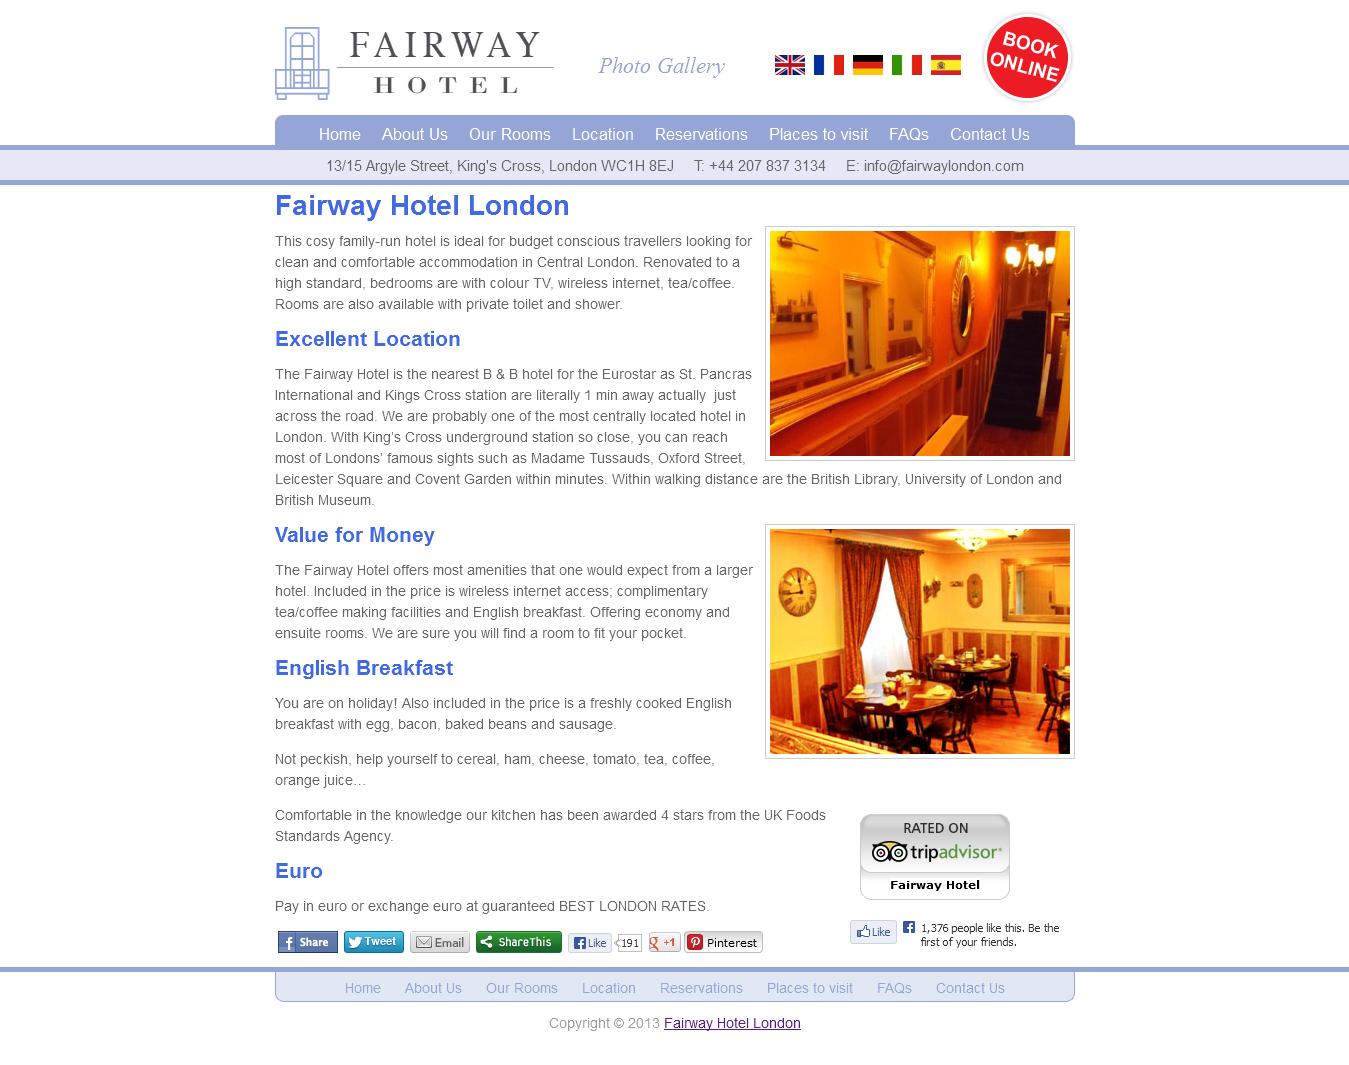 FAIRWAY
HOTEL
Photo Gallery
BOOK
ONLINE
Home About Us Our Rooms Location Reservations Places to visit FAQs Contact Us
13/15 Argyle Street, King's Cross, London WC1H 8EJ T: +44 207 837 3134 E: info@fairwaylondon.com
Fairway Hotel London
This cosy family-run hotel is ideal for budget conscious travellers looking for
clean and comfortable accommodation in Central London. Renovated to a
high standard, bedrooms are with colour TV, wireless internet, tea/coffee.
Rooms are also available with private toilet and shower.
Excellent Location
The Fairway Hotel is the nearest B & B hotel for the Eurostar as St. Pancras
International and Kings Cross station are literally 1 min away actually just
across the road. We are probably one of the most centrally located hotel in
London. With King’s Cross underground station so close, you can reach
most of Londons’ famous sights such as Madame Tussauds, Oxford Street,
Leicester Square and Covent Garden within minutes. Within walking distance are the British Library, University of London and
British Museum.
Value for Money
The Fairway Hotel offers most amenities that one would expect from a larger
hotel. Included in the price is wireless internet access; complimentary
tea/coffee making facilities and English breakfast. Offering economy and
ensuite rooms. We are sure you will find a room to fit your pocket.
English Breakfast
You are on holiday! Also included in the price is a freshly cooked English
breakfast with egg, bacon, baked beans and sausage.
Not peckish, help yourself to cereal, ham, cheese, tomato, tea, coffee,
orange juice…
Comfortable in the knowledge our kitchen has been awarded 4 stars from the UK Foods
Standards Agency.
RATED ON
tripadvisor®
Fairway Hotel
Euro
Pay in euro or exchange euro at guaranteed BEST LONDON RATES.
Share Tweet Email ShareThis Like 191 +1 Pinterest
Like 1,376 people like this. Be the
first of your friends.
Home About Us Our Rooms Location Reservations Places to visit FAQs Contact Us
Copyright © 2013 Fairway Hotel London